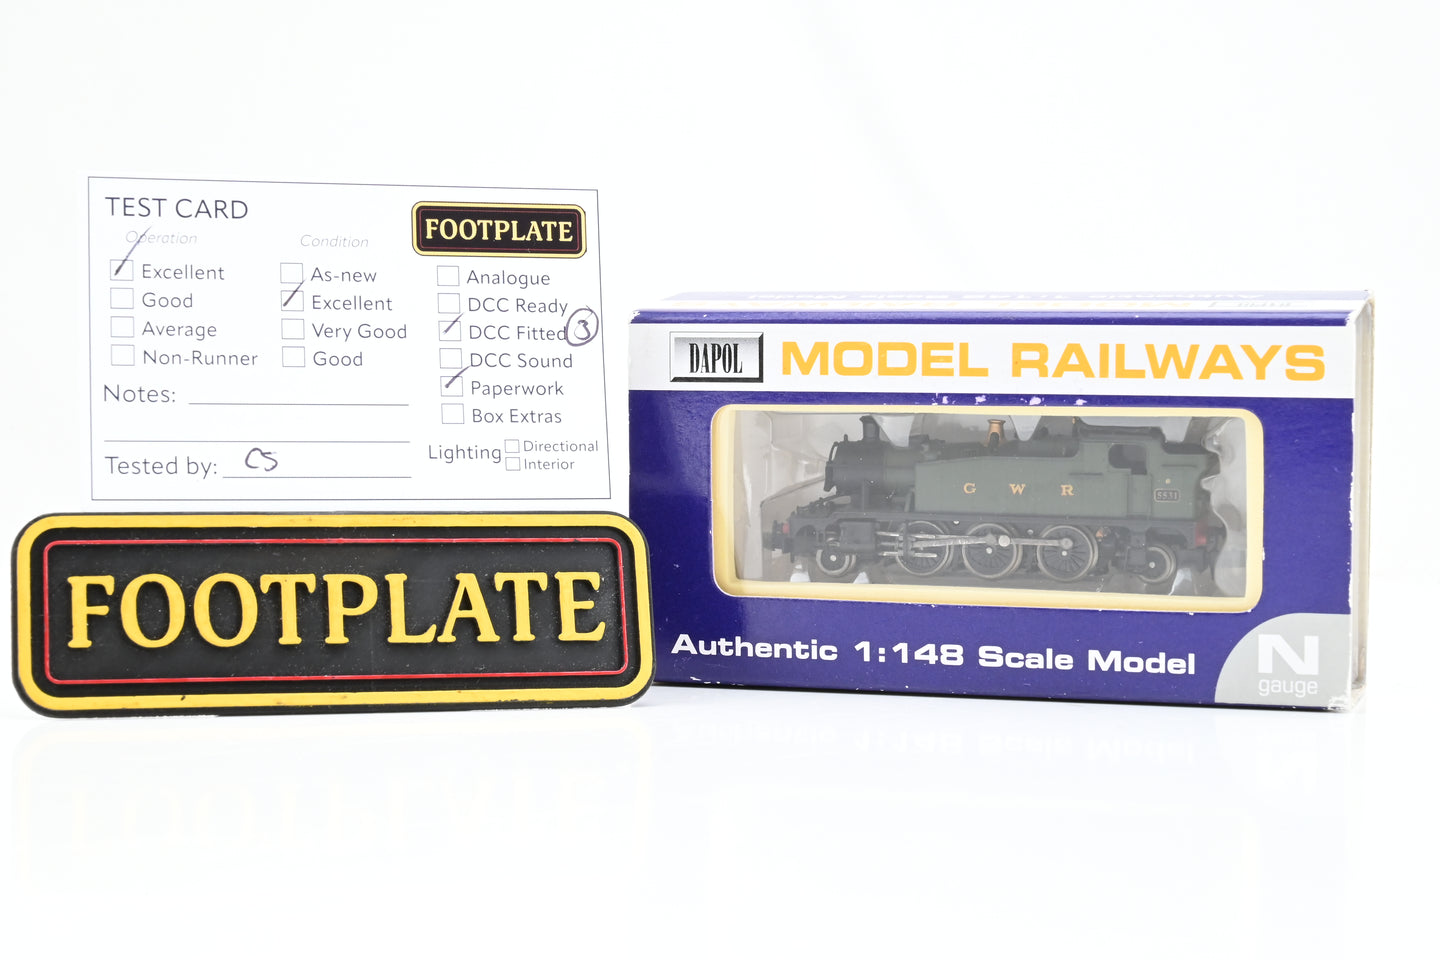 TEST CARD
FOOTPLATE
Operation
Excellent
Good
Average
Non-Runner
Condition
As-new
Excellent
Very Good
Good
Analogue
DCC Ready
DCC Fitted 3
DCC Sound
Paperwork
Box Extras
Lighting
Directional
Interior
Notes:
Tested by: CS
FOOTPLATE
DAPOL
MODEL RAILWAYS
G W R
5531
Authentic 1:148 Scale Model
N
gauge